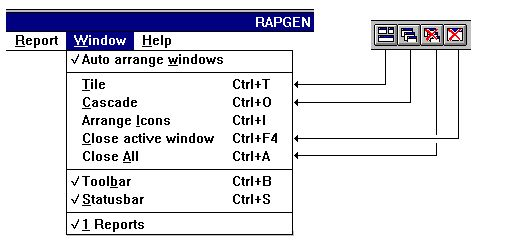 RAPGEN
Report Window Help
✓ Auto arrange windows
Tile Ctrl+T
Cascade Ctrl+O
Arrange Icons Ctrl+I
Close active window Ctrl+F4
Close All Ctrl+A
✓ Toolbar Ctrl+B
✓ Statusbar Ctrl+S
✓ 1 Reports